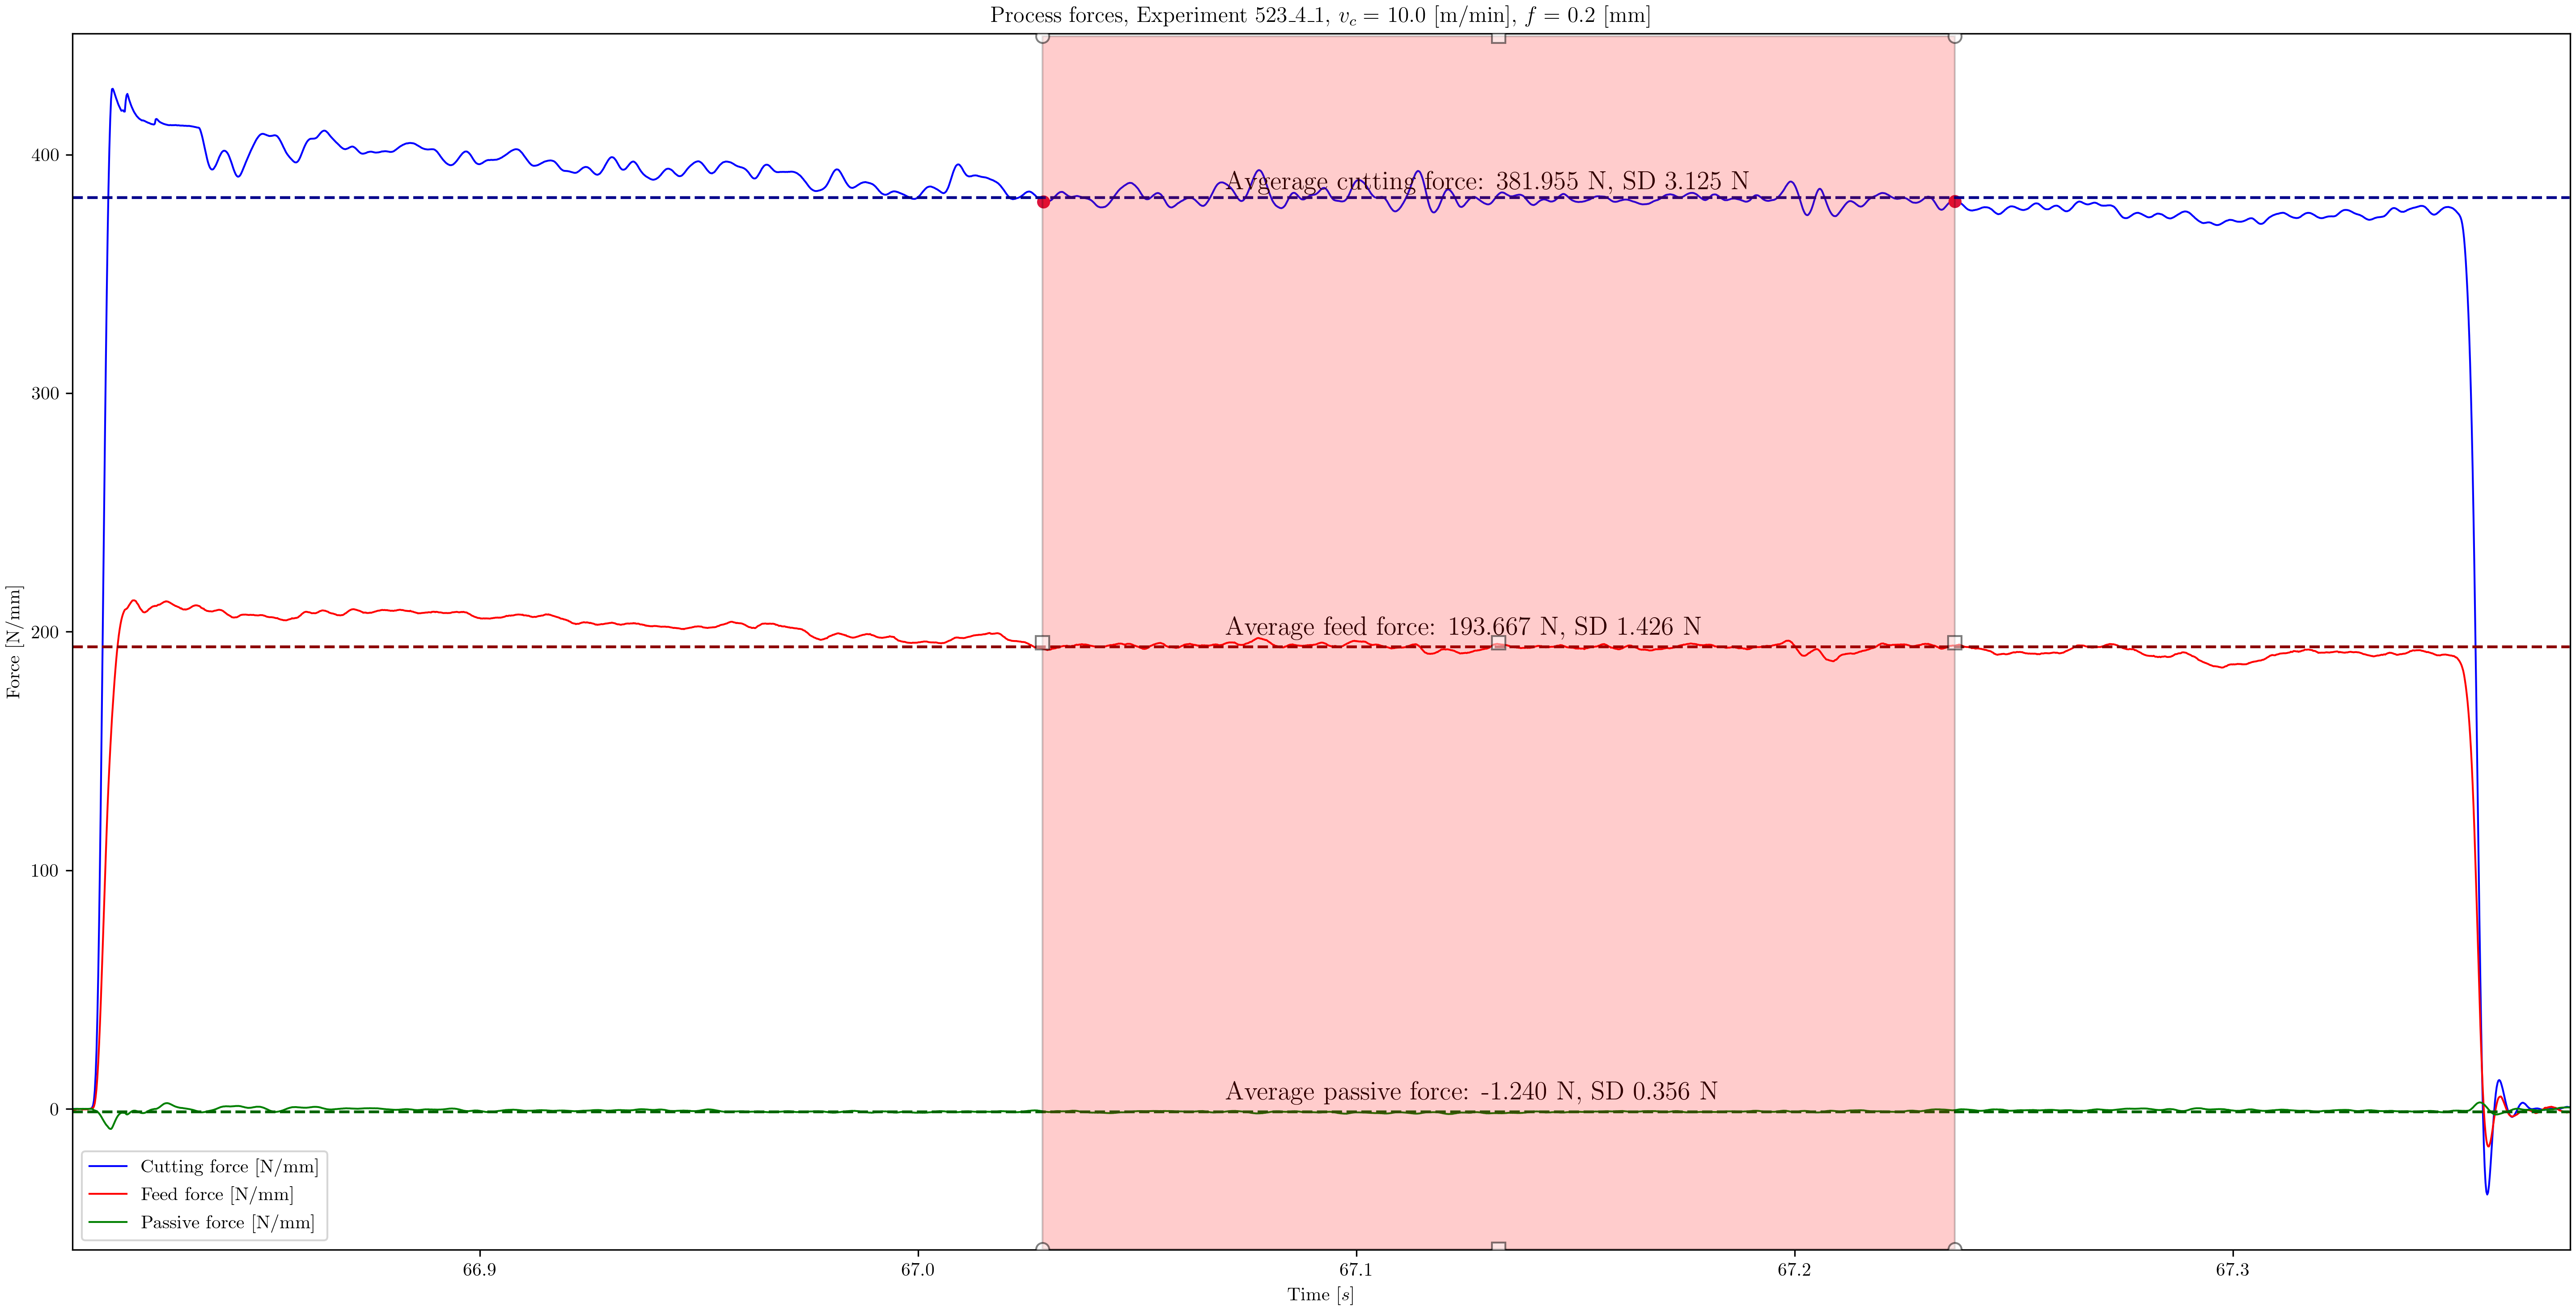 Process forces, Experiment 523_4_1, v_c = 10.0 [m/min], f = 0.2 [mm]
400
300
200
100
0
Force [N/mm]
Avgerage cutting force: 381.955 N, SD 3.125 N
Average feed force: 193.667 N, SD 1.426 N
Average passive force: -1.240 N, SD 0.356 N
Cutting force [N/mm]
Feed force [N/mm]
Passive force [N/mm]
66.9 67.0 67.1 67.2 67.3
Time [s]